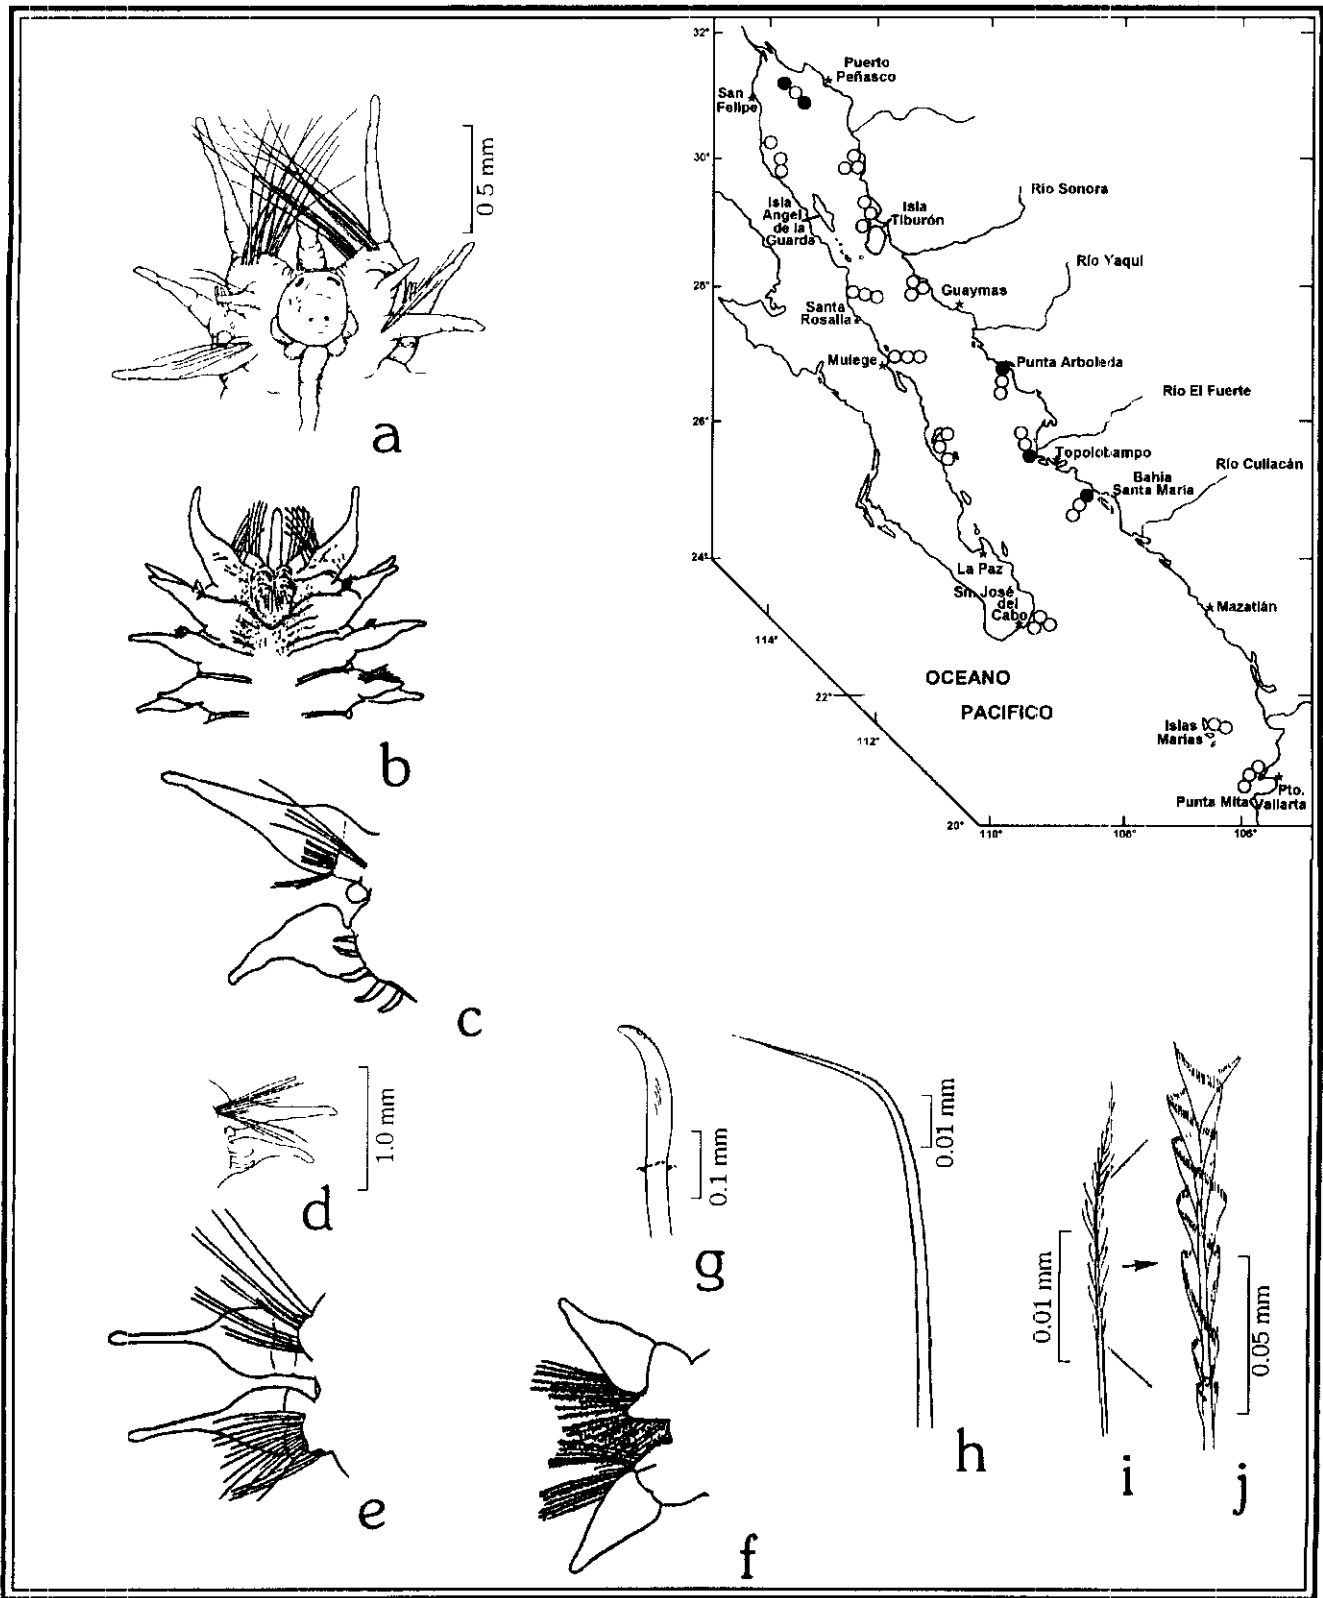 0 5 mm
a
b
c
d
1.0 mm
e
f
g
0.1 mm
h
0.01 mm
i
0.01 mm
j
0.05 mm
32°
30°
28°
26°
24°
22°
20°
114°
112°
110°
108°
106°
Puerto
Peñasco
San
Felipe
Río Sonora
Isla
Angel
de la
Guarda
Isla
Tiburón
Río Yaqui
Guaymas
Santa
Rosalía
Mulege
Punta Arboleda
Río El Fuerte
Topolobampo
Río Culiacán
Bahía
Santa María
La Paz
Sn. José
del
Cabo
Mazatlán
OCEANO
PACIFICO
Islas
Marías
Punta Mita
Pto.
Vallarta